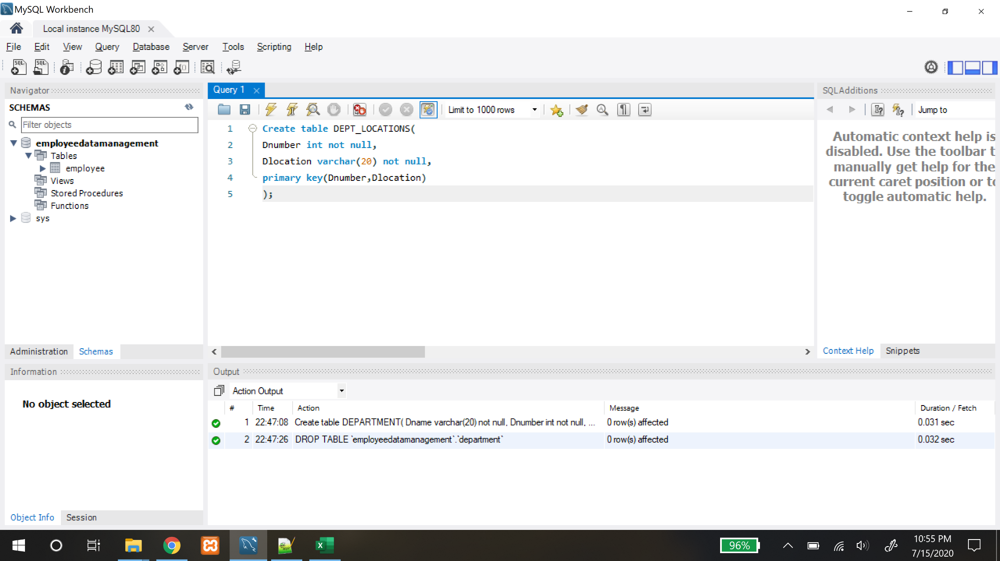 MySQL Workbench
Local instance MySQL80
File Edit View Query Database Server Tools Scripting Help
Navigator
SCHEMAS
Filter objects
employeedatamanagement
Tables
employee
Views
Stored Procedures
Functions
sys
Administration Schemas
Information
No object selected
Object Info Session
Query 1
Limit to 1000 rows
1 Create table DEPT_LOCATIONS(
2 Dnumber int not null,
3 Dlocation varchar(20) not null,
4 primary key(Dnumber,Dlocation)
5 );
SQLAdditions
Jump to
Automatic context help is
disabled. Use the toolbar t
manually get help for the
current caret position or to
toggle automatic help.
Context Help Snippets
Output
Action Output
# Time Action Message Duration / Fetch
1 22:47:08 Create table DEPARTMENT( Dname varchar(20) not null, Dnumber int not null, ... 0 row(s) affected 0.031 sec
2 22:47:26 DROP TABLE `employeedatamanagement`.`department` 0 row(s) affected 0.032 sec
96%
10:55 PM
7/15/2020